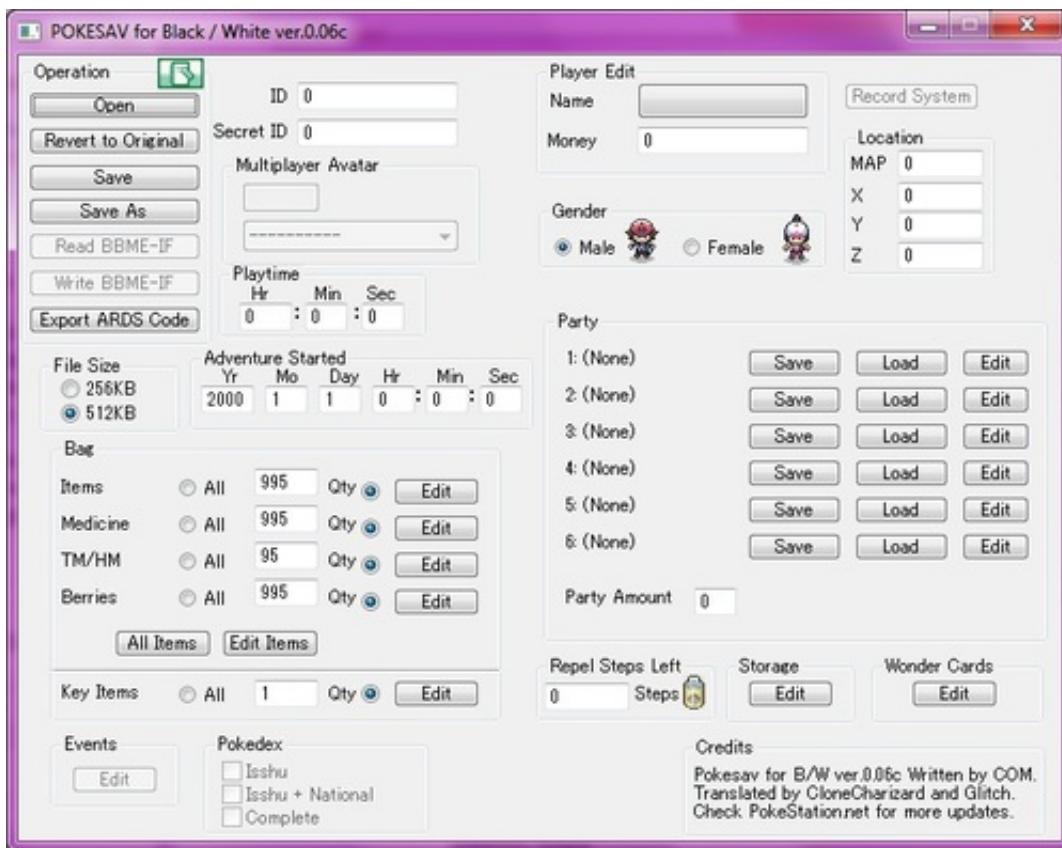 POKESAV for Black / White ver.0.06c
Operation
Open
Revert to Original
Save
Save As
Read BBME-IF
Write BBME-IF
Export ARDS Code
ID 0
Secret ID 0
Multiplayer Avatar
----------
Playtime
Hr Min Sec
0 : 0 : 0
Player Edit
Name
Money 0
Gender
Male Female
Record System
Location
MAP 0
X 0
Y 0
Z 0
File Size
256KB
512KB
Adventure Started
Yr Mo Day Hr Min Sec
2000 1 1 0 : 0 : 0
Party
1: (None) Save Load Edit
2: (None) Save Load Edit
3: (None) Save Load Edit
4: (None) Save Load Edit
5: (None) Save Load Edit
6: (None) Save Load Edit
Party Amount 0
Bag
Items All 995 Qty Edit
Medicine All 995 Qty Edit
TM/HM All 95 Qty Edit
Berries All 995 Qty Edit
All Items Edit Items
Key Items All 1 Qty Edit
Repel Steps Left
0 Steps
Storage
Edit
Wonder Cards
Edit
Events
Edit
Pokedex
Isshu
Isshu + National
Complete
Credits
Pokesav for B/W ver.0.06c Written by COM.
Translated by CloneCharizard and Glitch.
Check PokeStation.net for more updates.